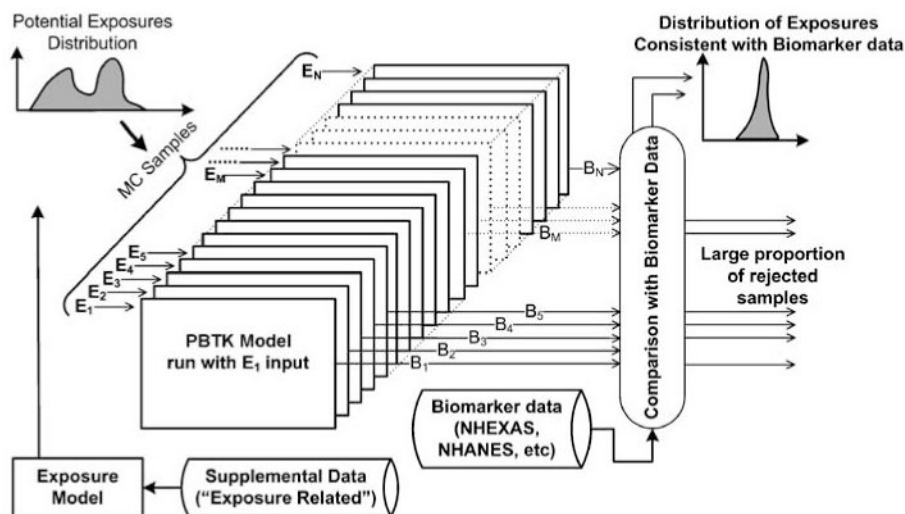 Potential Exposures
Distribution
Distribution of Exposures
Consistent with Biomarker data
MC Samples
E_N
......
......
E_M
E_5
E_4
E_3
E_2
E_1
PBTK Model
run with E_1 input
B_N
B_M
B_5
B_4
B_3
B_2
B_1
Comparison with Biomarker Data
Large proportion
of rejected
samples
Biomarker data
(NHEXAS,
NHANES, etc)
Exposure
Model
Supplemental Data
("Exposure Related")